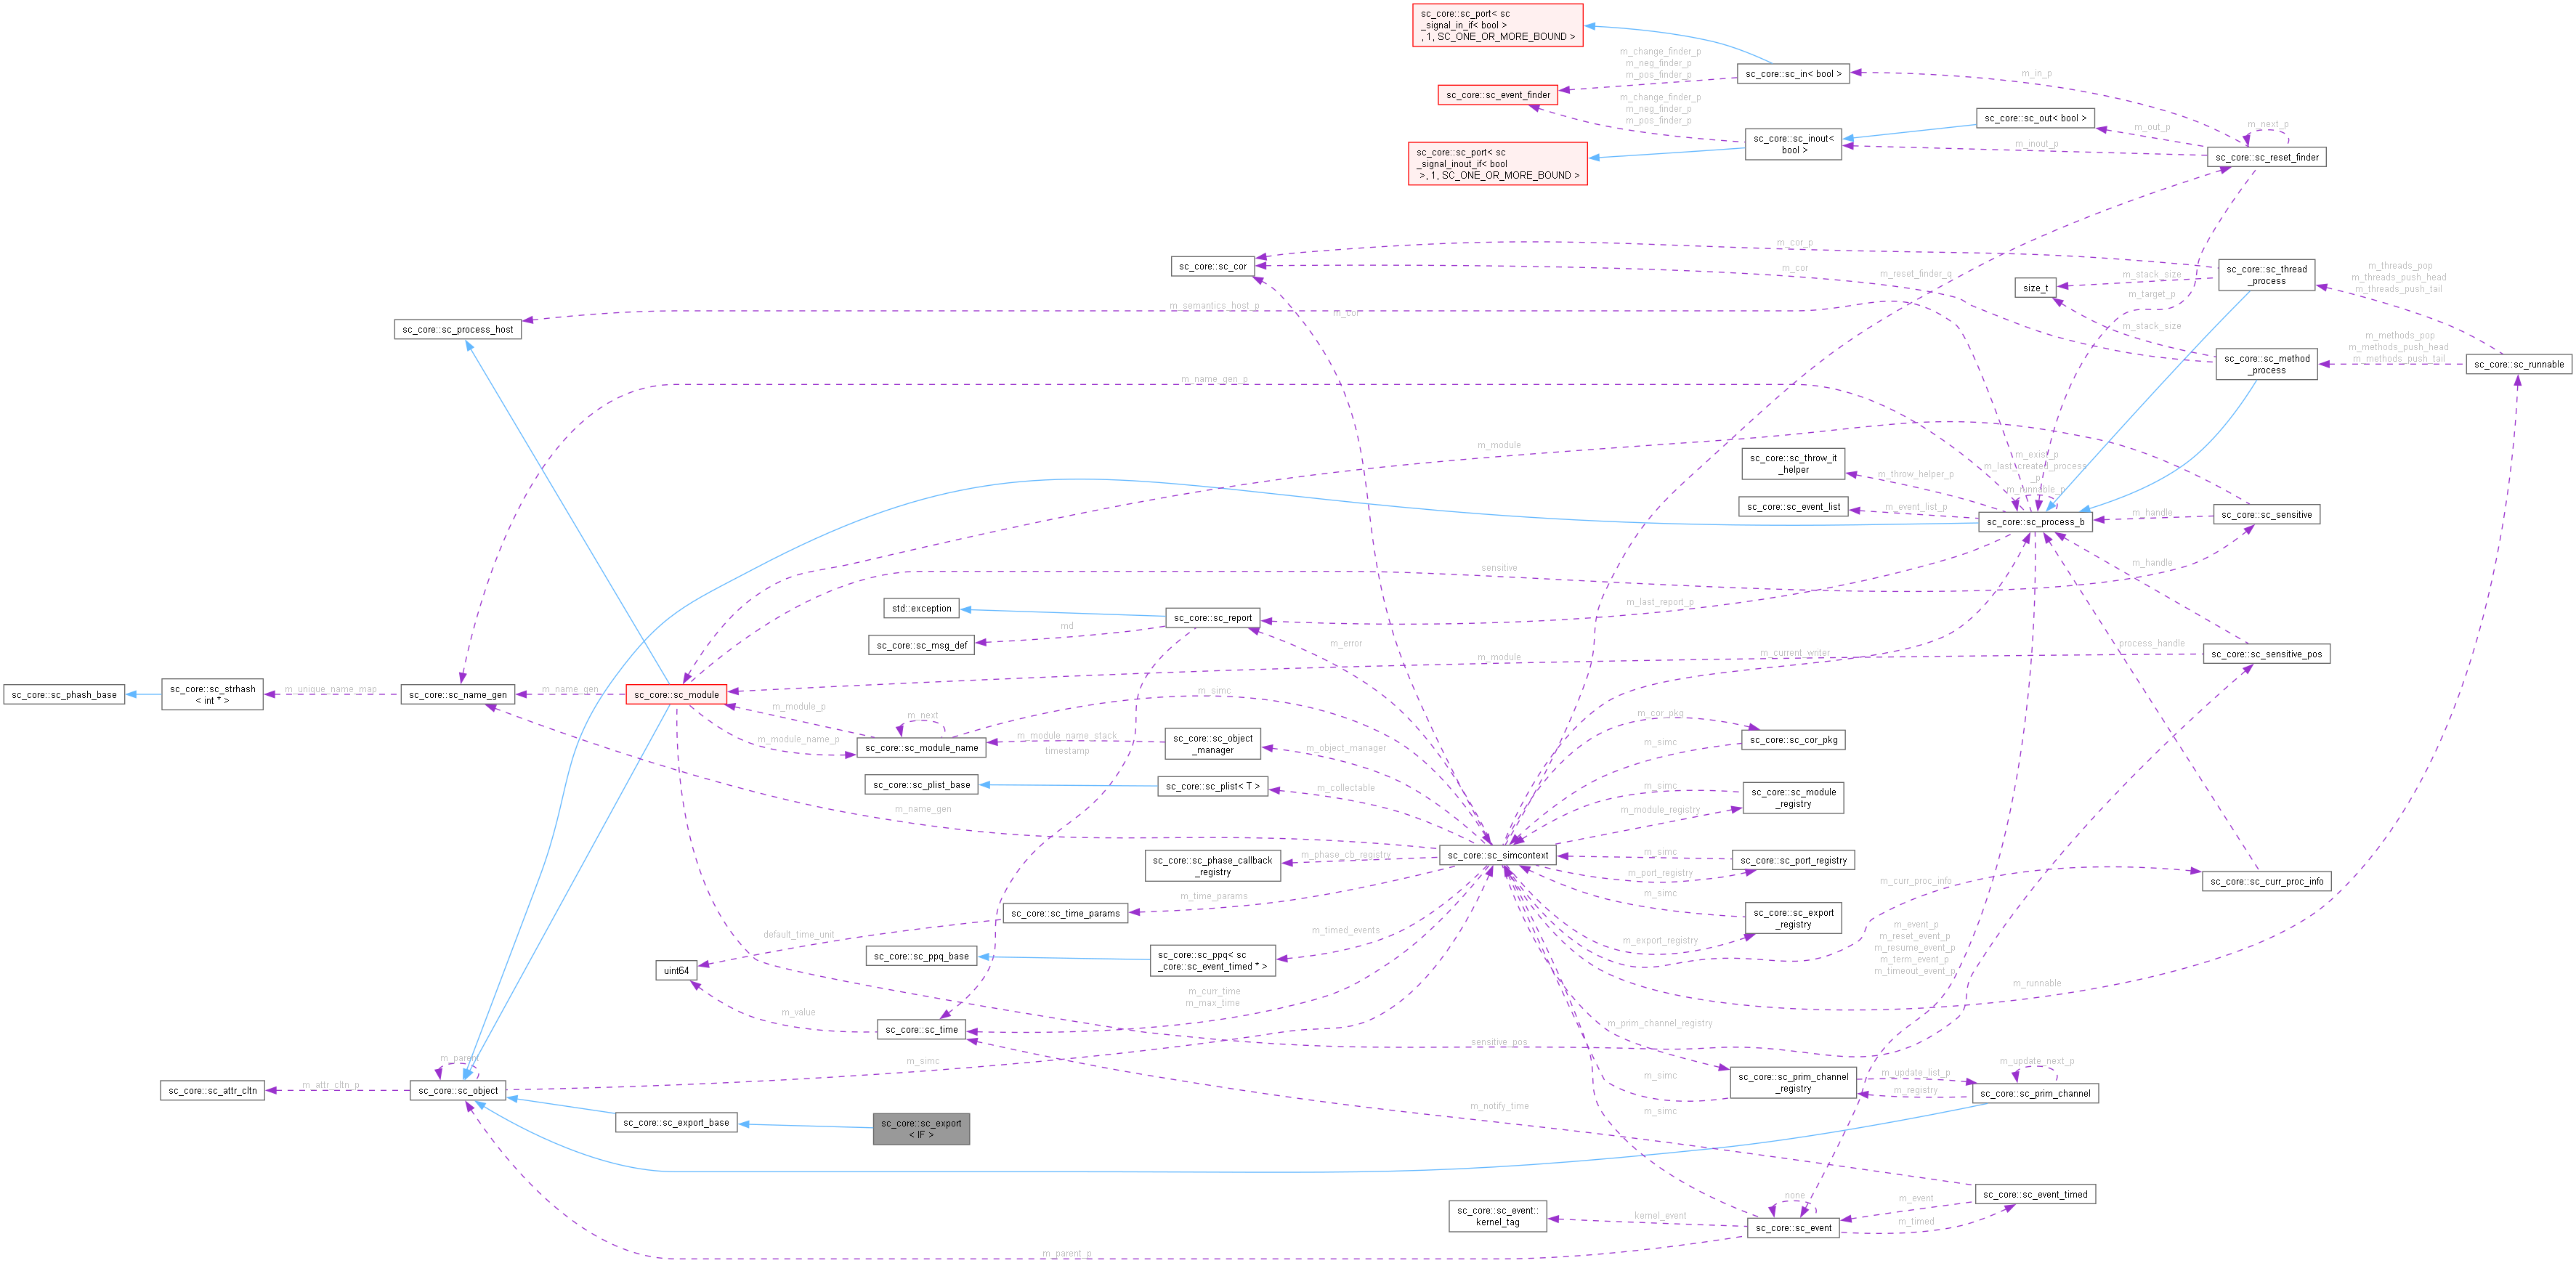 sc_core::sc_port< sc
_signal_in_if< bool >
, 1, SC_ONE_OR_MORE_BOUND >
m_change_finder_p
m_neg_finder_p
m_pos_finder_p
sc_core::sc_in< bool >
m_in_p
sc_core::sc_event_finder
m_change_finder_p
m_neg_finder_p
m_pos_finder_p
sc_core::sc_out< bool >
m_out_p
m_next_p
sc_core::sc_inout<
bool >
m_inout_p
sc_core::sc_reset_finder
sc_core::sc_port< sc
_signal_inout_if< bool
>, 1, SC_ONE_OR_MORE_BOUND >
m_cor_p
sc_core::sc_cor
m_cor
m_reset_finder_q
m_stack_size
sc_core::sc_thread
_process
m_threads_pop
m_threads_push_head
m_threads_push_tail
size_t
m_target_p
m_semantics_host_p
m_cor
m_stack_size
sc_core::sc_process_host
m_methods_pop
m_methods_push_head
m_methods_push_tail
sc_core::sc_method
_process
sc_core::sc_runnable
m_name_gen_p
m_module
sc_core::sc_throw_it
_helper
m_throw_helper_p
m_exist_p
m_last_created_process
_p
m_runnable_p
sc_core::sc_event_list
m_event_list_p
sc_core::sc_process_b
m_handle
sc_core::sc_sensitive
sensitive
m_handle
std::exception
sc_core::sc_report
m_last_report_p
sc_core::sc_msg_def
md
m_error
m_module
m_current_writer
process_handle
sc_core::sc_sensitive_pos
sc_core::sc_phash_base
sc_core::sc_strhash
< int * >
m_unique_name_map
sc_core::sc_name_gen
m_name_gen
sc_core::sc_module
m_simc
m_module_p
m_next
m_cor_pkg
m_module_name_p
sc_core::sc_module_name
m_module_name_stack
timestamp
sc_core::sc_object
_manager
m_object_manager
m_simc
sc_core::sc_cor_pkg
sc_core::sc_plist_base
sc_core::sc_plist< T >
m_collectable
m_simc
sc_core::sc_module
_registry
m_name_gen
m_module_registry
sc_core::sc_phase_callback
_registry
m_phase_cb_registry
sc_core::sc_simcontext
m_simc
sc_core::sc_port_registry
m_port_registry
m_curr_proc_info
sc_core::sc_curr_proc_info
m_time_params
m_simc
sc_core::sc_time_params
sc_core::sc_export
_registry
default_time_unit
m_timed_events
m_export_registry
m_event_p
m_reset_event_p
m_resume_event_p
m_term_event_p
m_timeout_event_p
sc_core::sc_ppq_base
sc_core::sc_ppq< sc
_core::sc_event_timed * >
uint64
m_runnable
m_curr_time
m_max_time
m_value
sc_core::sc_time
m_prim_channel_registry
sensitive_pos
m_parent
m_simc
m_update_next_p
sc_core::sc_attr_cltn
m_attr_cltn_p
sc_core::sc_object
m_simc
sc_core::sc_prim_channel
_registry
m_update_list_p
m_registry
sc_core::sc_prim_channel
m_notify_time
m_simc
sc_core::sc_export_base
sc_core::sc_export
< IF >
sc_core::sc_event::
kernel_tag
kernel_event
none
sc_core::sc_event
m_event
m_timed
sc_core::sc_event_timed
m_parent_p